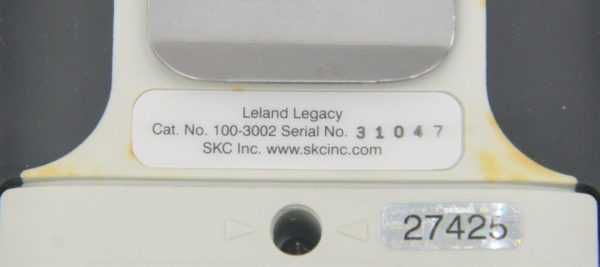 Leland Legacy
Cat. No. 100-3002 Serial No. 31047
SKC Inc. www.skcinc.com
27425